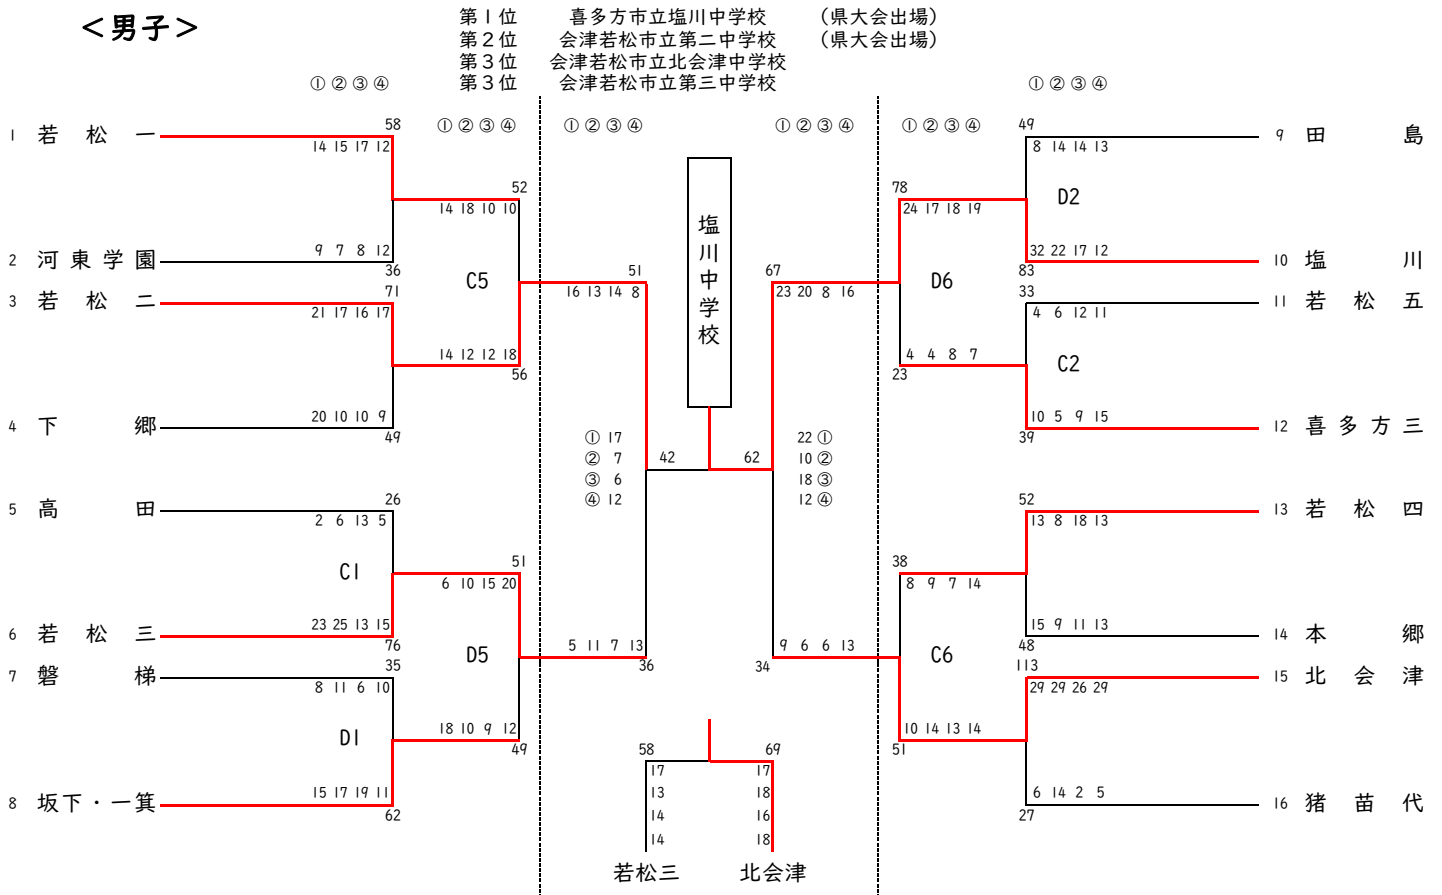 ＜男子＞
第１位 喜多方市立塩川中学校 （県大会出場）
第２位 会津若松市立第二中学校 （県大会出場）
第３位 会津若松市立北会津中学校
第３位 会津若松市立第三中学校
①②③④ ①②③④
①②③④ ①②③④ ①②③④ ①②③④
58 49
1 若松一 9 田島
14 15 17 12 8 14 14 13
52 78 D2
14 18 10 10 24 17 18 19
塩川中学校
9 7 8 12 32 22 17 12
2 河東学園 10 塩川
36 51 67 83
C5 D6
71 16 13 14 8 23 20 8 16 33
3 若松二 11 若松五
21 17 16 17 4 6 12 11
14 12 12 18 4 4 8 7 C2
56 23
20 10 10 9 10 5 9 15
4 下郷 12 喜多方三
49 39
① 17 22 ①
② 7 42 62 10 ②
③ 6 18 ③
④ 12 12 ④
26 52
5 高田 13 若松四
2 6 13 5 13 8 18 13
51 38
C1
6 10 15 20 8 9 7 14
23 25 13 15 15 9 11 13
6 若松三 14 本郷
76 5 11 7 13 9 6 6 13 48
D5 C6
35 36 34 113
7 磐梯 15 北会津
8 11 6 10 29 29 26 29
18 10 9 12 10 14 13 14
D1
49 58 69 51
17 17
15 17 19 11 13 18 6 14 2 5
8 坂下・一箕 16 猪苗代
62 14 16 27
14 18
若松三 北会津